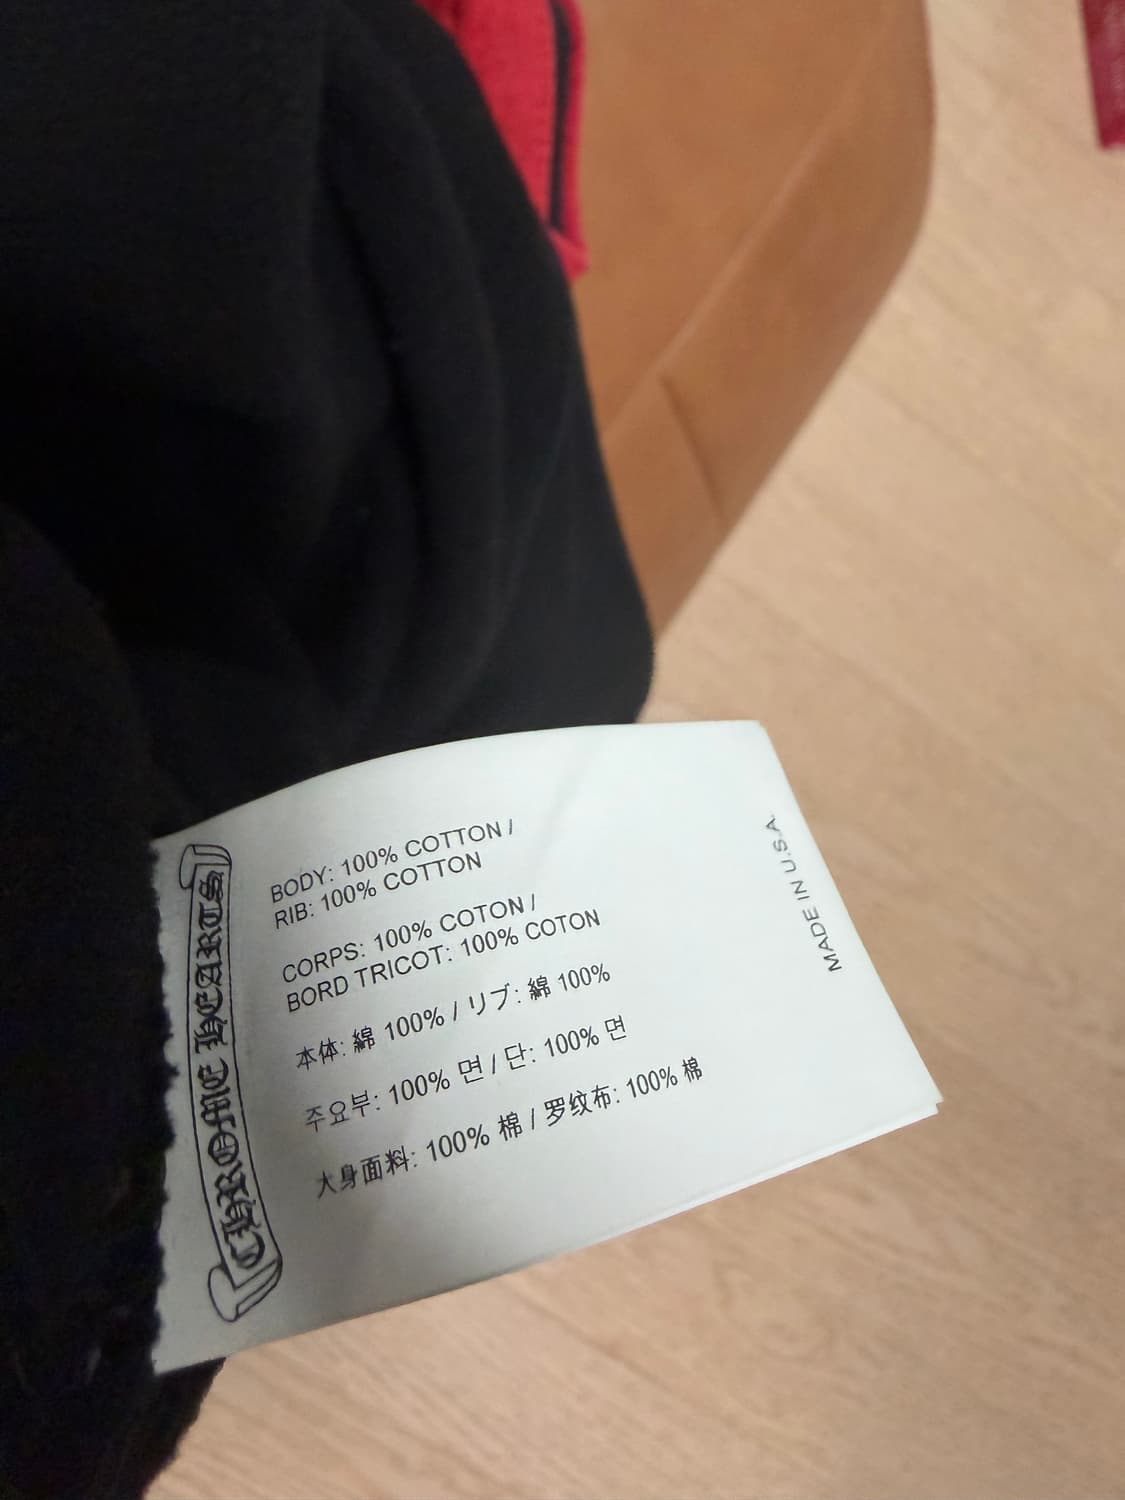 CHROME HEARTS
BODY: 100% COTTON /
RIB: 100% COTTON
CORPS: 100% COTON /
BORD TRICOT: 100% COTON
本体: 綿 100% / リブ: 綿 100%
주요부: 100% 면 / 단: 100% 면
大身面料: 100% 棉 / 罗纹布: 100% 棉
MADE IN U.S.A.